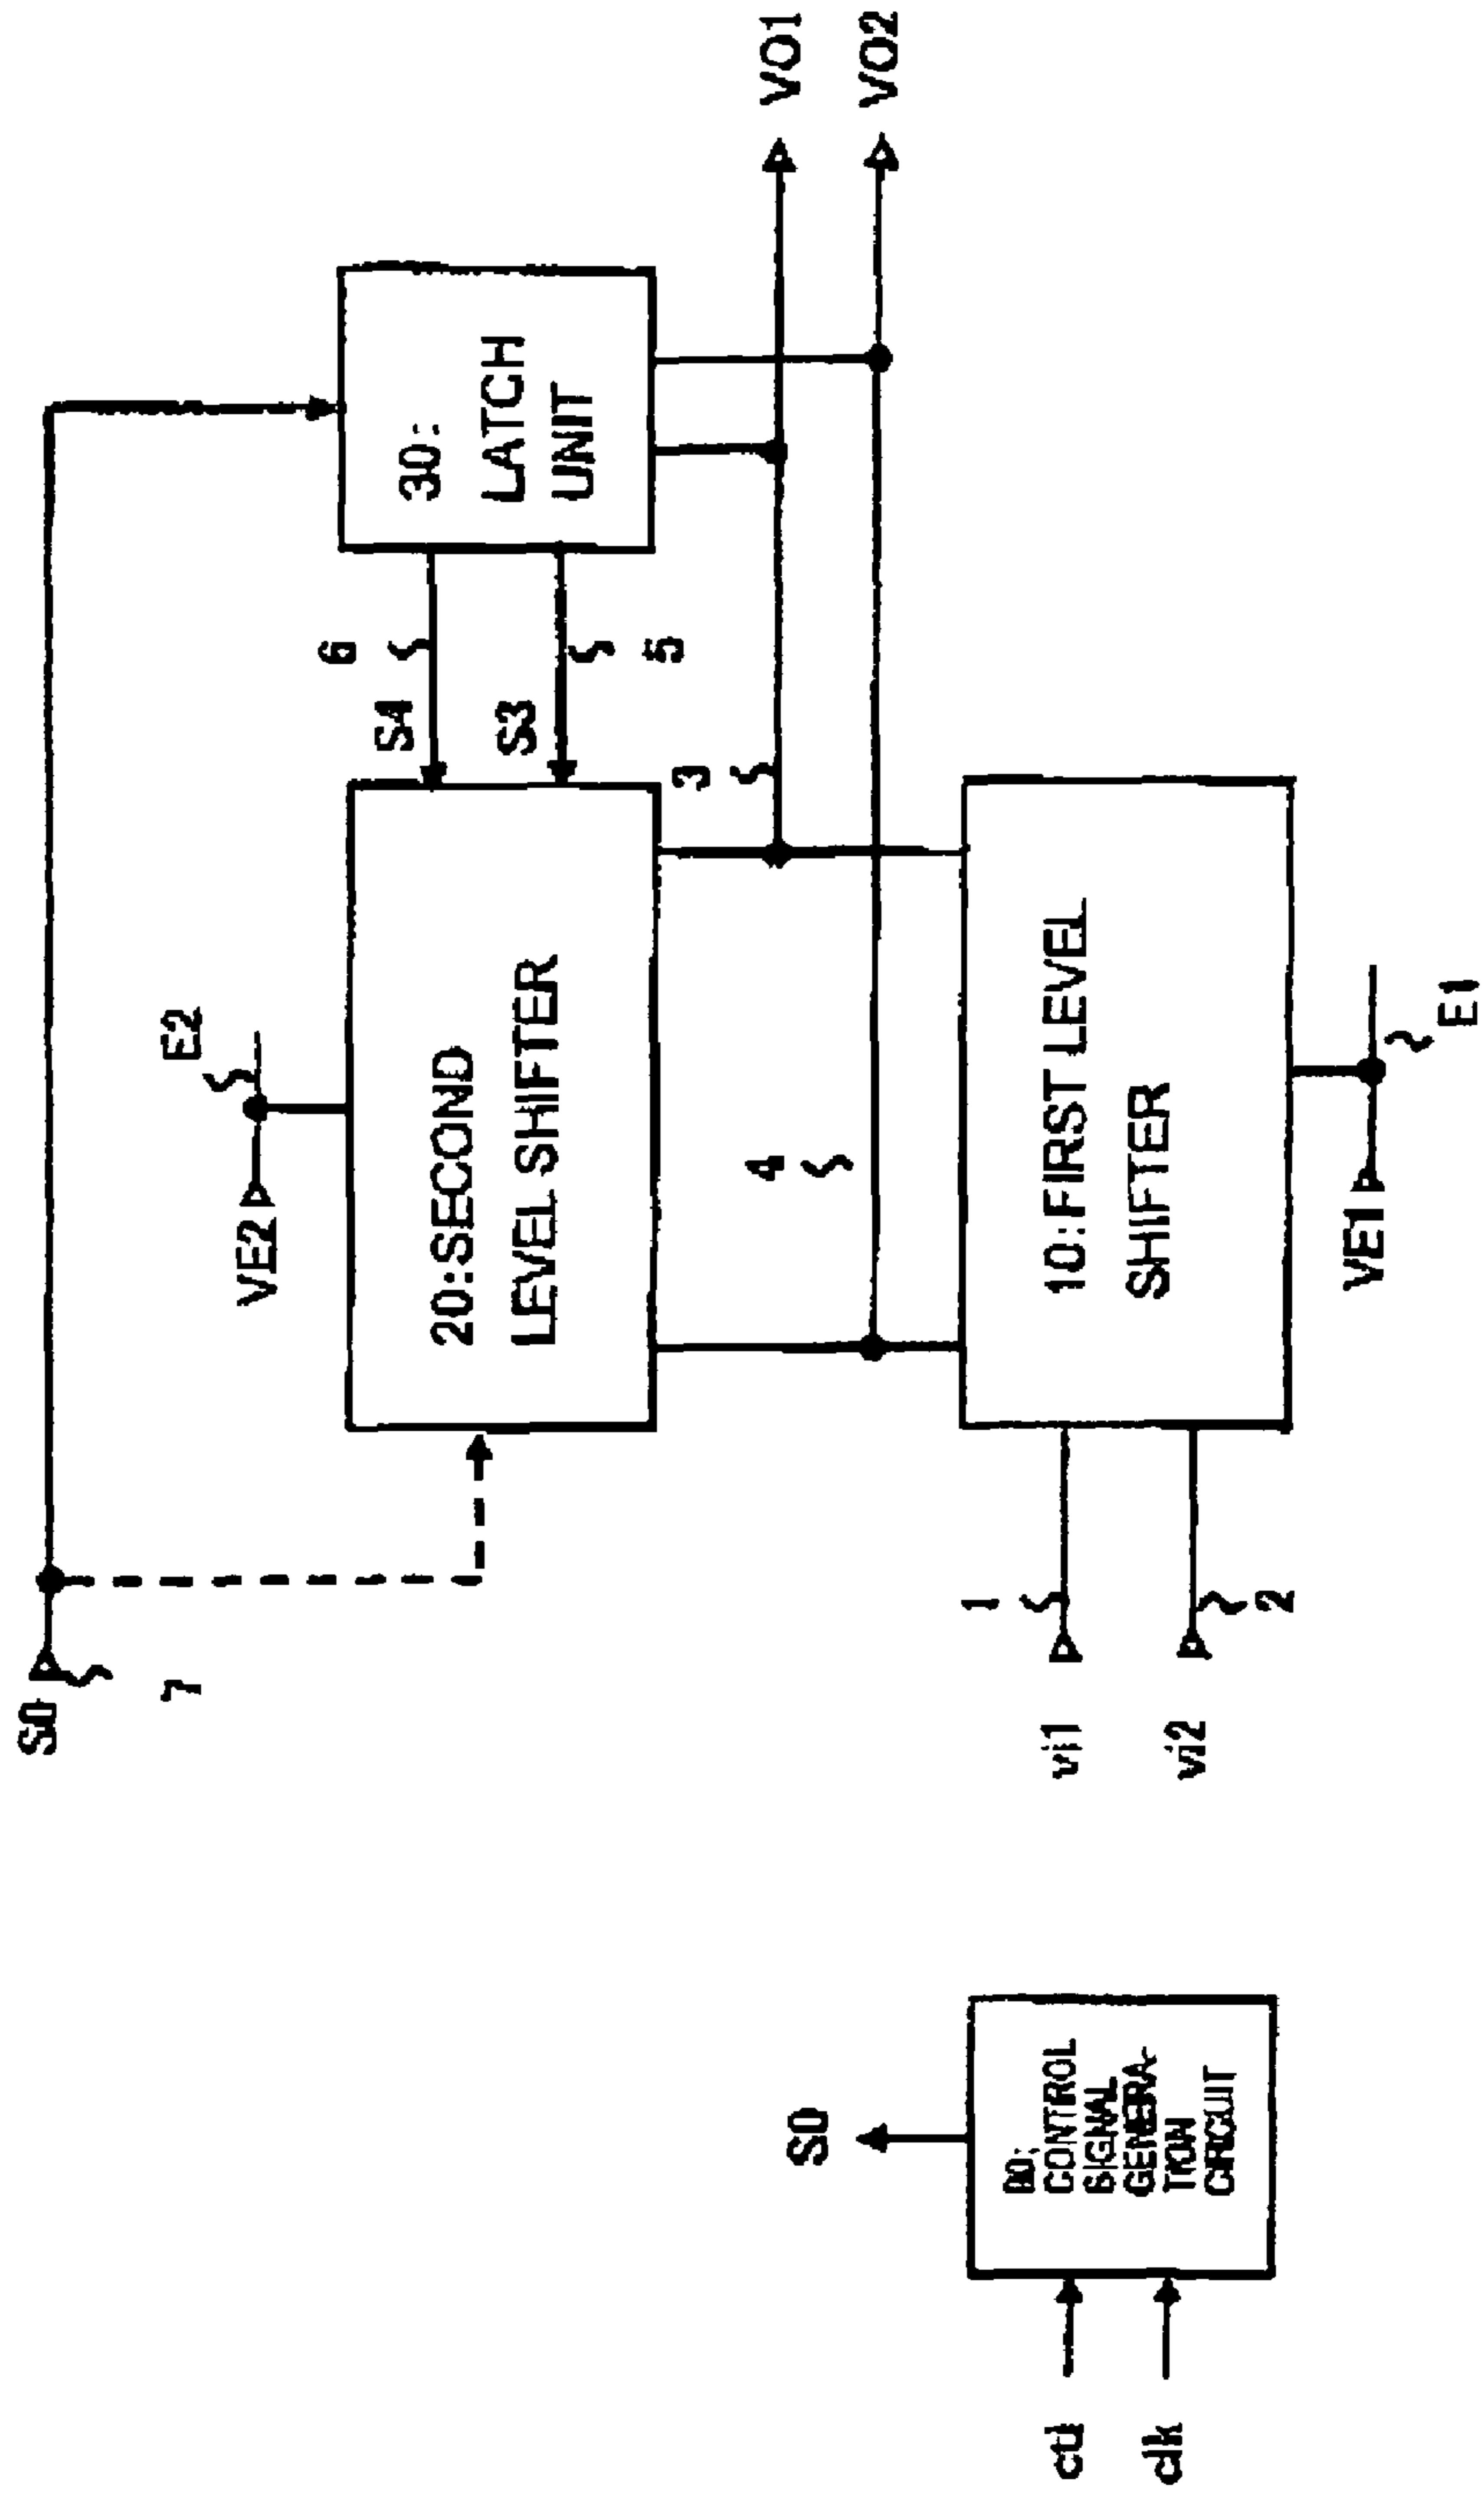 S0
7
VE2
E2
20:SECOND
LEVEL SHIFTER
S4
6
S3
5
30:
LATCH
UNIT
3
4
VO1
VO2
vi1
1
vi2
2
10:FIRST LEVEL
SHIFTER
VE1
E1
S0
CONTROL
SIGNAL
GENERA-
TION
CIRCUIT
ctl
clk